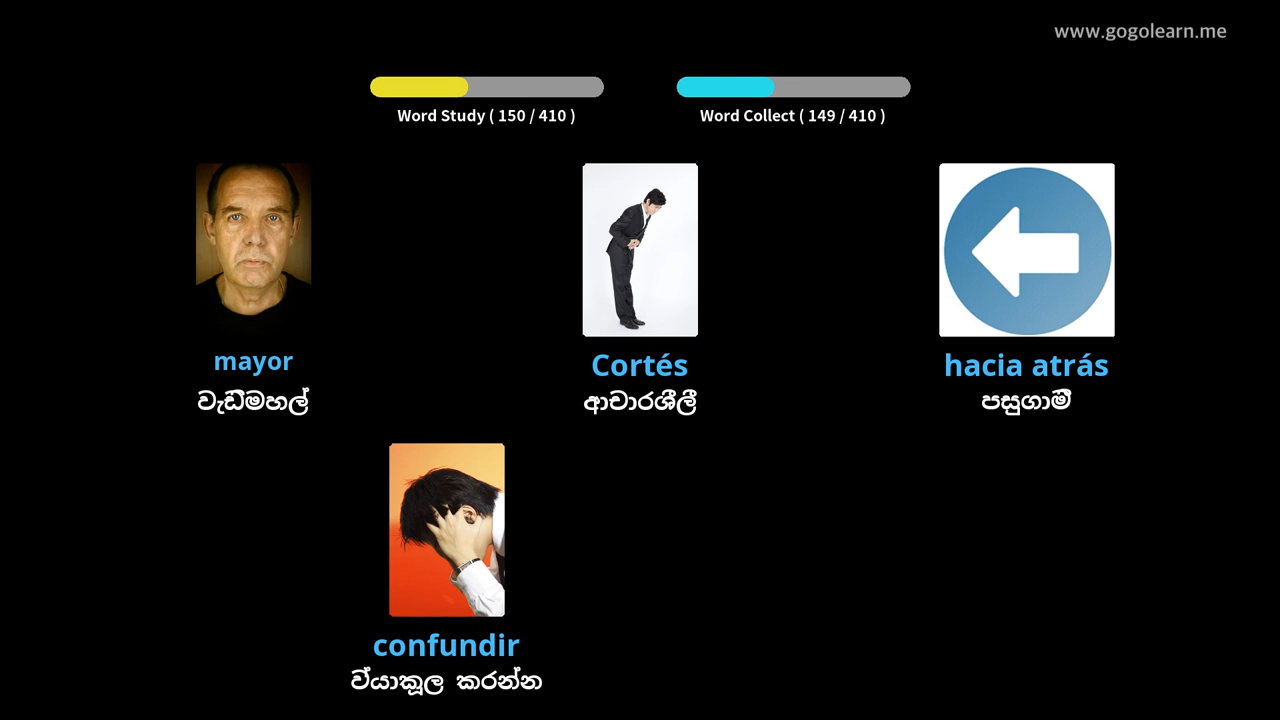 www.gogolearn.me
Word Study ( 150 / 410 )
Word Collect ( 149 / 410 )
mayor
වැඩිමහල්
Cortés
ආචාරශීලී
hacia atrás
පසුගාමී
confundir
ව්යාකූල කරන්න